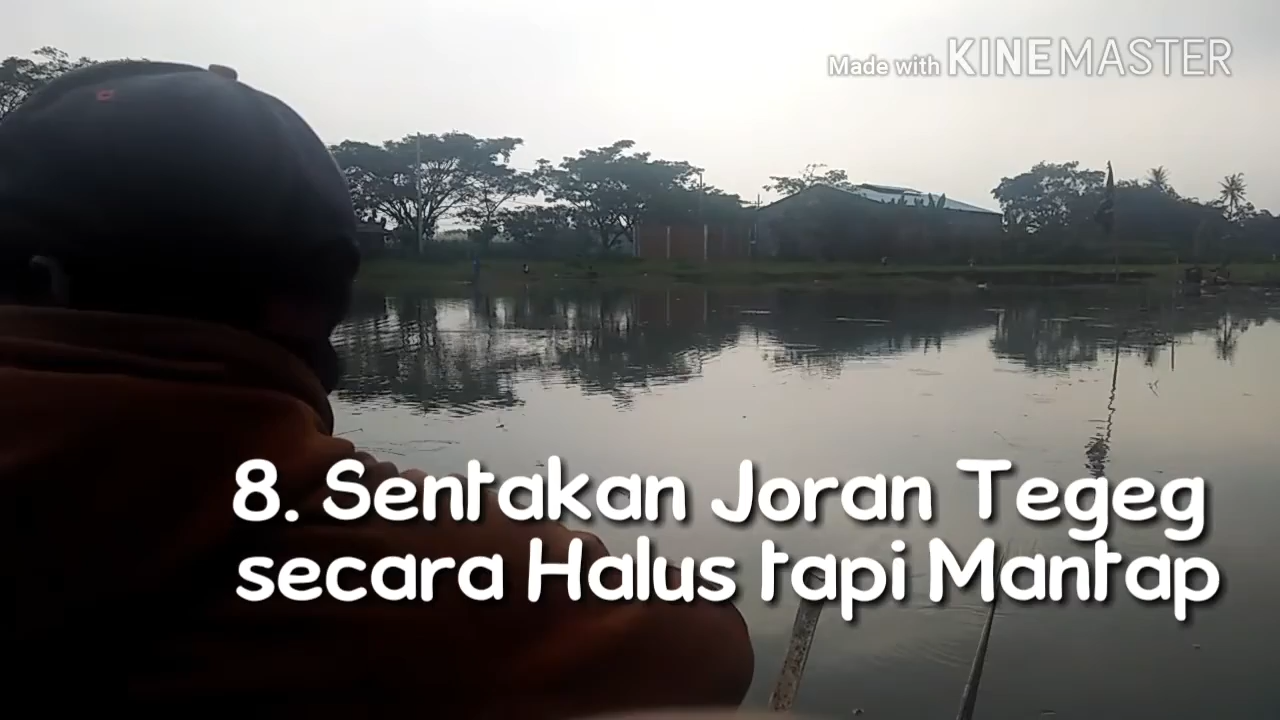 Made with KINEMASTER
8. Sentakan Joran Tegeg
secara Halus tapi Mantap